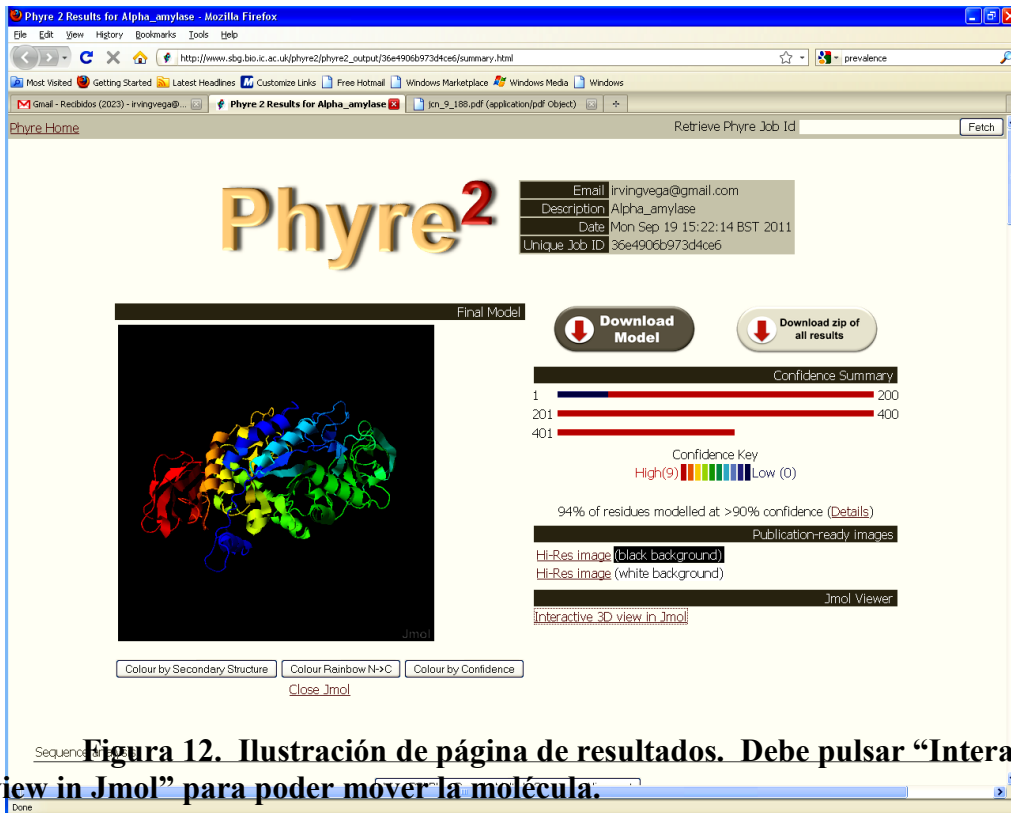 Phyre 2 Results for Alpha_amylase - Mozilla Firefox
File Edit View History Bookmarks Tools Help
http://www.sbg.bio.ic.ac.uk/phyre2/phyre2_output/36e4906b973d4ce6/summary.html
prevalence
Most Visited Getting Started Latest Headlines Customize Links Free Hotmail Windows Marketplace Windows Media Windows
Gmail - Recibidos (2023) - irvingvega@... Phyre 2 Results for Alpha_amylase jcn_9_188.pdf (application/pdf Object)
Phyre Home Retrieve Phyre Job Id Fetch
Phyre2
Email irvingvega@gmail.com
Description Alpha_amylase
Date Mon Sep 19 15:22:14 BST 2011
Unique Job ID 36e4906b973d4ce6
Final Model
Jmol
Colour by Secondary Structure Colour Rainbow N->C Colour by Confidence
Close Jmol
Download Model
Download zip of all results
Confidence Summary
1 200
201 400
401
Confidence Key
High(9) Low (0)
94% of residues modelled at >90% confidence (Details)
Publication-ready images
Hi-Res image (black background)
Hi-Res image (white background)
Jmol Viewer
Interactive 3D view in Jmol
Sequence
Figura 12. Ilustración de página de resultados. Debe pulsar “Intera
iew in Jmol” para poder mover la molécula.
Done